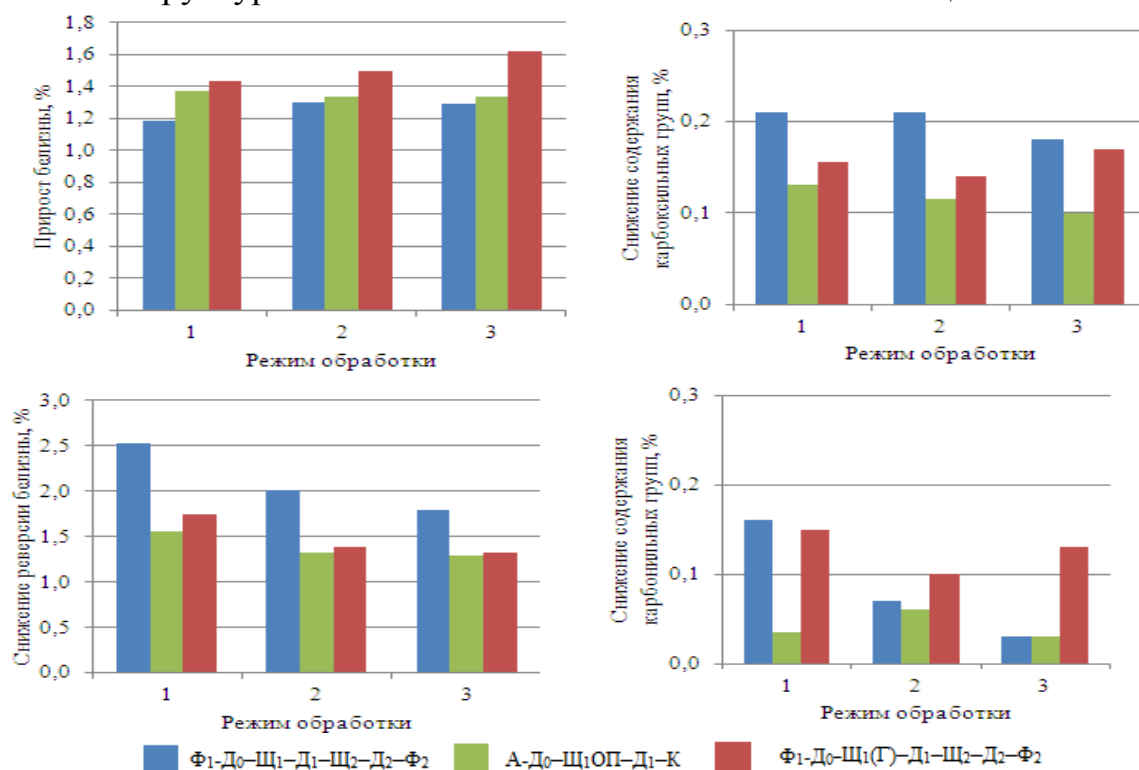 1,8
1,6
1,4
1,2
1,0
0,8
0,6
0,4
0,2
0,0
Прирост белизны, %
1 2 3
Режим обработки
0,3
0,2
0,1
0,0
Снижение содержания
карбоксильных групп, %
1 2 3
Режим обработки
3,0
2,5
2,0
1,5
1,0
0,5
0,0
Снижение реверсии белизны, %
1 2 3
Режим обработки
0,3
0,2
0,1
0,0
Снижение содержания
карбонильных групп, %
1 2 3
Режим обработки
Ф1-Д0–Щ1–Д1–Щ2–Д2–Ф2
А-Д0–Щ1ОП–Д1–К
Ф1-Д0-Щ1(Г)–Д1–Щ2–Д2–Ф2